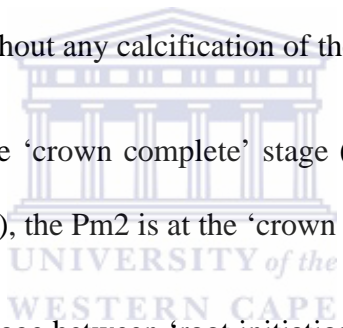 hout any calcification of th
e ‘crown complete’ stage (
), the Pm2 is at the ‘crown
UNIVERSITY of the
WESTERN CAPE
between ‘root initiation